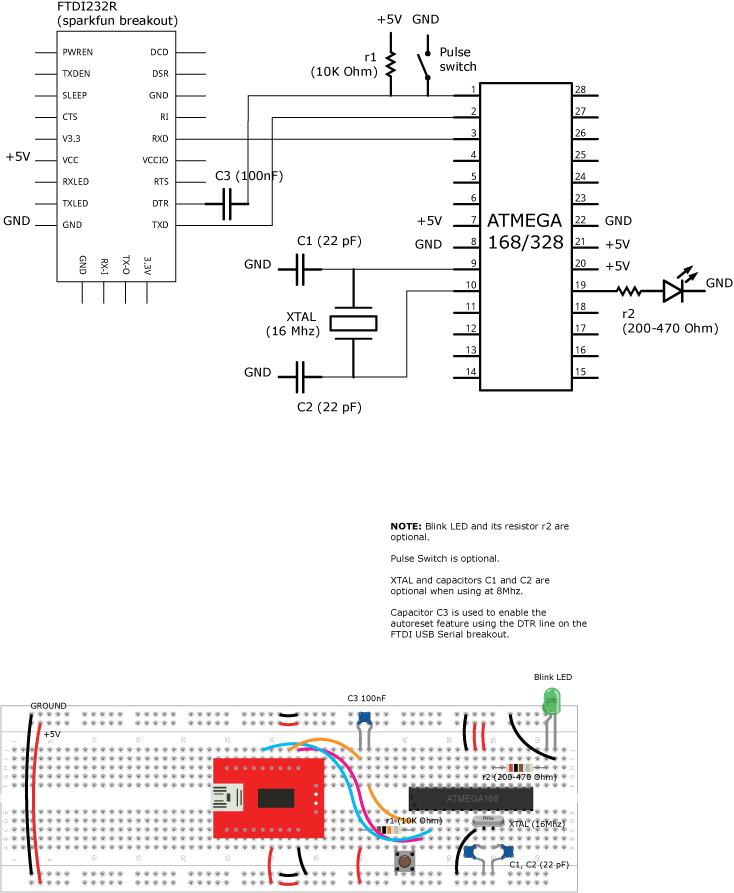 FTDI232R
(sparkfun breakout)
PWREN
TXDEN
SLEEP
CTS
V3.3
VCC
RXLED
TXLED
GND
DCD
DSR
GND
RI
RXD
VCCIO
RTS
DTR
TXD
GND
RX-I
TX-O
3.3V
+5V
GND
C3 (100nF)
+5V
GND
r1
(10K Ohm)
Pulse
switch
1
2
3
4
5
6
7
8
9
10
11
12
13
14
28
27
26
25
24
23
22
21
20
19
18
17
16
15
ATMEGA
168/328
+5V
GND
GND
+5V
+5V
GND
r2
(200-470 Ohm)
C1 (22 pF)
GND
XTAL
(16 Mhz)
GND
C2 (22 pF)
NOTE: Blink LED and its resistor r2 are
optional.
Pulse Switch is optional.
XTAL and capacitors C1 and C2 are
optional when using at 8Mhz.
Capacitor C3 is used to enable the
autoreset feature using the DTR line on the
FTDI USB Serial breakout.
Blink LED
C3 100nF
GROUND
+5V
r2 (200-470 Ohm)
ATMEGA168
r1 (10K Ohm)
XTAL (16Mhz)
C1, C2 (22 pF)